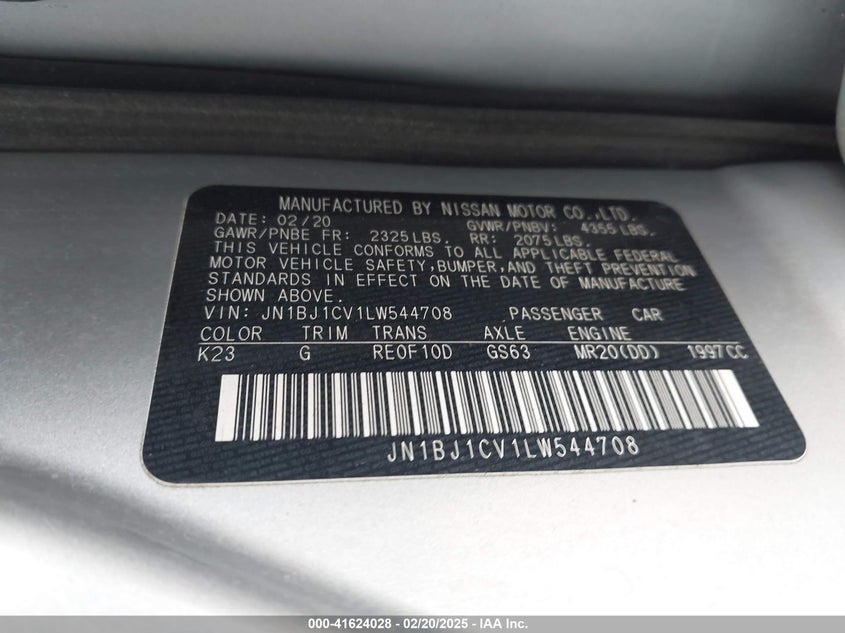 MANUFACTURED BY NISSAN MOTOR CO.,LTD.
DATE: 02/20 GVWR/PNBV: 4355 LBS.
GAWR/PNBE FR: 2325 LBS. RR: 2075 LBS.
THIS VEHICLE CONFORMS TO ALL APPLICABLE FEDERAL
MOTOR VEHICLE SAFETY,BUMPER,AND THEFT PREVENTION
STANDARDS IN EFFECT ON THE DATE OF MANUFACTURE
SHOWN ABOVE.
VIN: JN1BJ1CV1LW544708 PASSENGER CAR
COLOR TRIM TRANS AXLE ENGINE
K23 G RE0F10D GS63 MR20(DD) 1997CC
JN1BJ1CV1LW544708
000-41624028 - 02/20/2025 - IAA Inc.